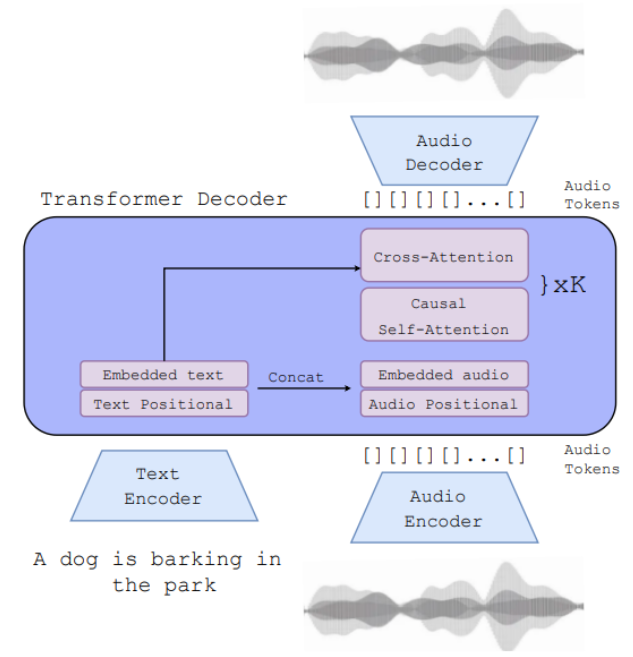 Audio
Decoder
Transformer Decoder
[][][][]...[]
Audio
Tokens
Cross-Attention
}xK
Causal
Self-Attention
Embedded text
Concat
Embedded audio
Text Positional
Audio Positional
[][][][]...[]
Audio
Tokens
Text
Encoder
Audio
Encoder
A dog is barking in
the park